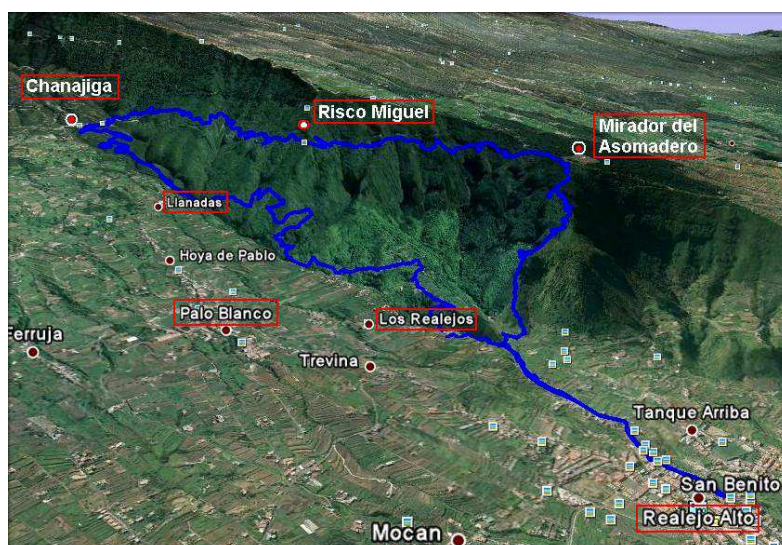 Chanajiga
Risco Miguel
Mirador del
Asomadero
Llanadas
Hoya de Pablo
Palo Blanco
Los Realejos
Ferruja
Trevina
Tanque Arriba
San Benito
Realejo Alto
Mocan